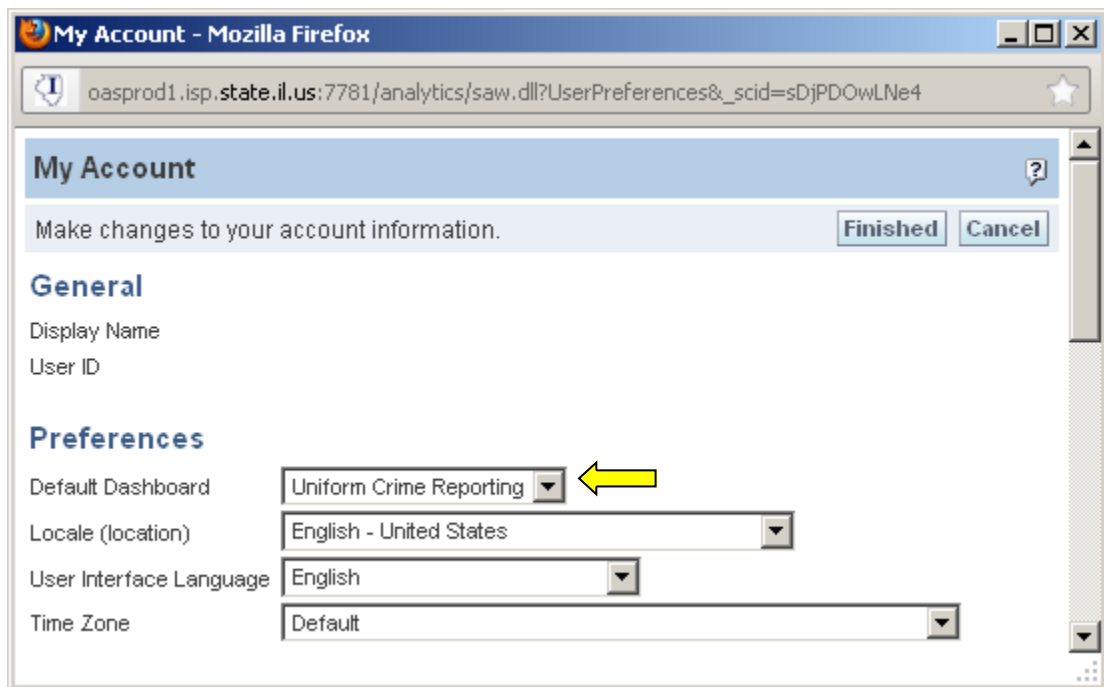 My Account - Mozilla Firefox
oasprod1.isp.state.il.us:7781/analytics/saw.dll?UserPreferences&_scid=sDjPDOwLNe4
My Account
Make changes to your account information. Finished Cancel
General
Display Name
User ID
Preferences
Default Dashboard Uniform Crime Reporting
Locale (location) English - United States
User Interface Language English
Time Zone Default